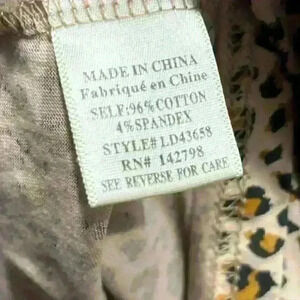 MADE IN CHINA
Fabriqué en Chine
SELF:96%COTTON
4%SPANDEX
STYLE# LD43658
RN# 142798
SEE REVERSE FOR CARE